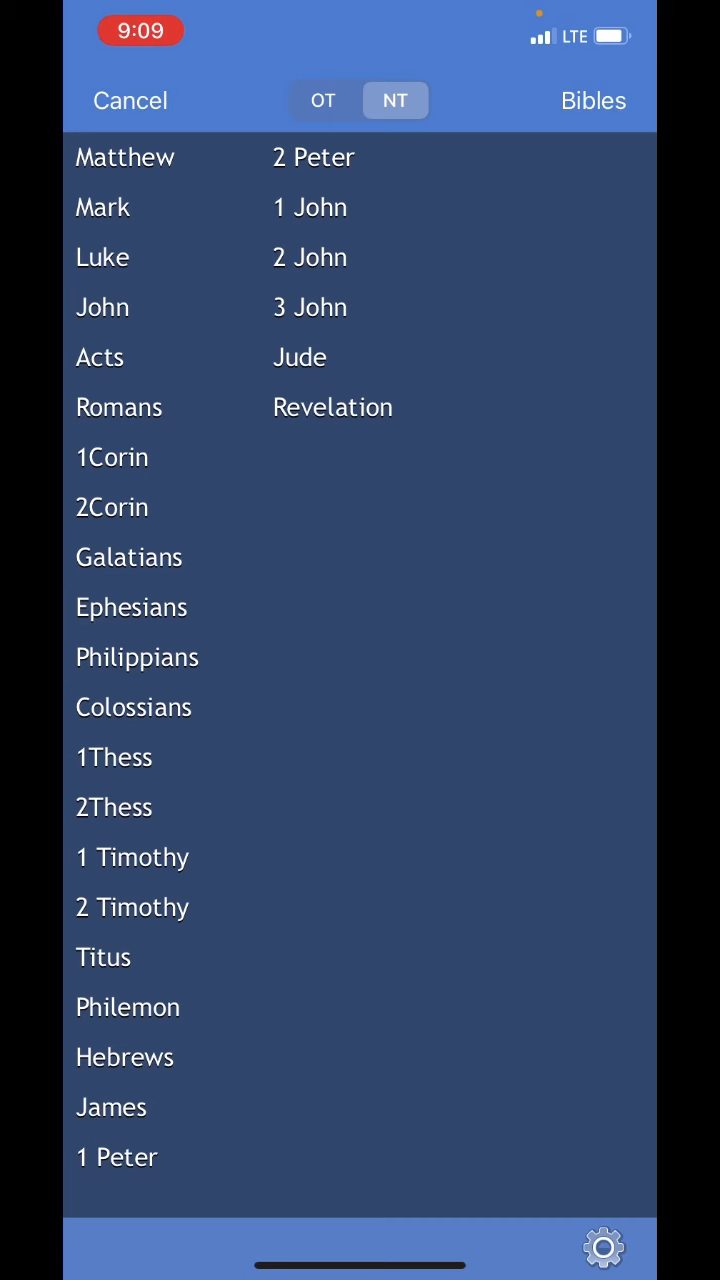 9:09
LTE
Cancel
OT
NT
Bibles
Matthew
Mark
Luke
John
Acts
Romans
1Corin
2Corin
Galatians
Ephesians
Philippians
Colossians
1Thess
2Thess
1 Timothy
2 Timothy
Titus
Philemon
Hebrews
James
1 Peter
2 Peter
1 John
2 John
3 John
Jude
Revelation